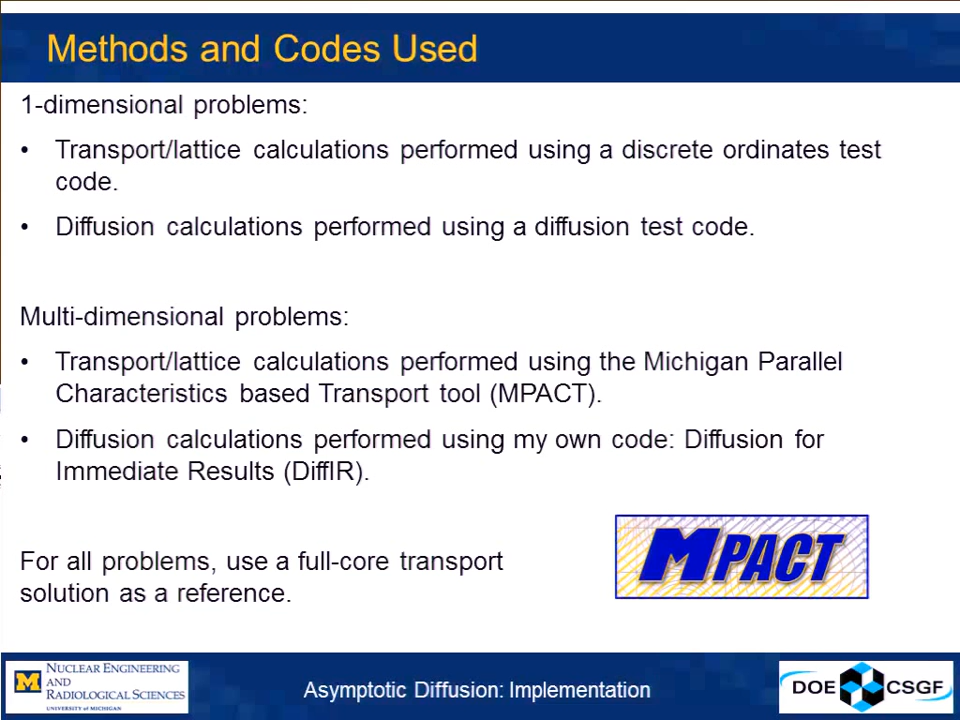 Methods and Codes Used
1-dimensional problems:
• Transport/lattice calculations performed using a discrete ordinates test
code.
• Diffusion calculations performed using a diffusion test code.
Multi-dimensional problems:
• Transport/lattice calculations performed using the Michigan Parallel
Characteristics based Transport tool (MPACT).
• Diffusion calculations performed using my own code: Diffusion for
Immediate Results (DiffIR).
For all problems, use a full-core transport
solution as a reference.
MPACT
M
NUCLEAR ENGINEERING
AND
RADIOLOGICAL SCIENCES
UNIVERSITY of MICHIGAN
Asymptotic Diffusion: Implementation
DOE CSGF